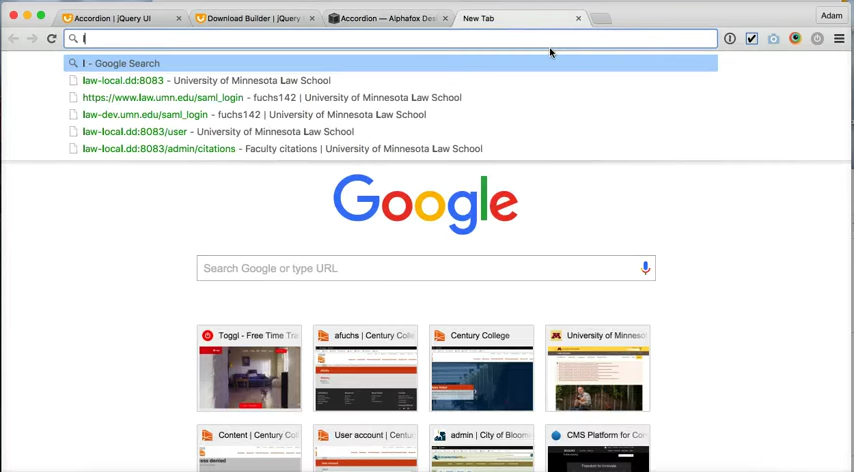 Accordion | jQuery UI
Download Builder | jQuery
Accordion — Alphafox Des
New Tab
Adam
l
l - Google Search
law-local.dd:8083 - University of Minnesota Law School
https://www.law.umn.edu/saml_login - fuchs142 | University of Minnesota Law School
law-dev.umn.edu/saml_login - fuchs142 | University of Minnesota Law School
law-local.dd:8083/user - University of Minnesota Law School
law-local.dd:8083/admin/citations - Faculty citations | University of Minnesota Law School
Google
Search Google or type URL
Toggl - Free Time Tra
afuchs | Century Colle
Century College
University of Minnesot
Content | Century Col
User account | Centu
admin | City of Bloom
CMS Platform for Con